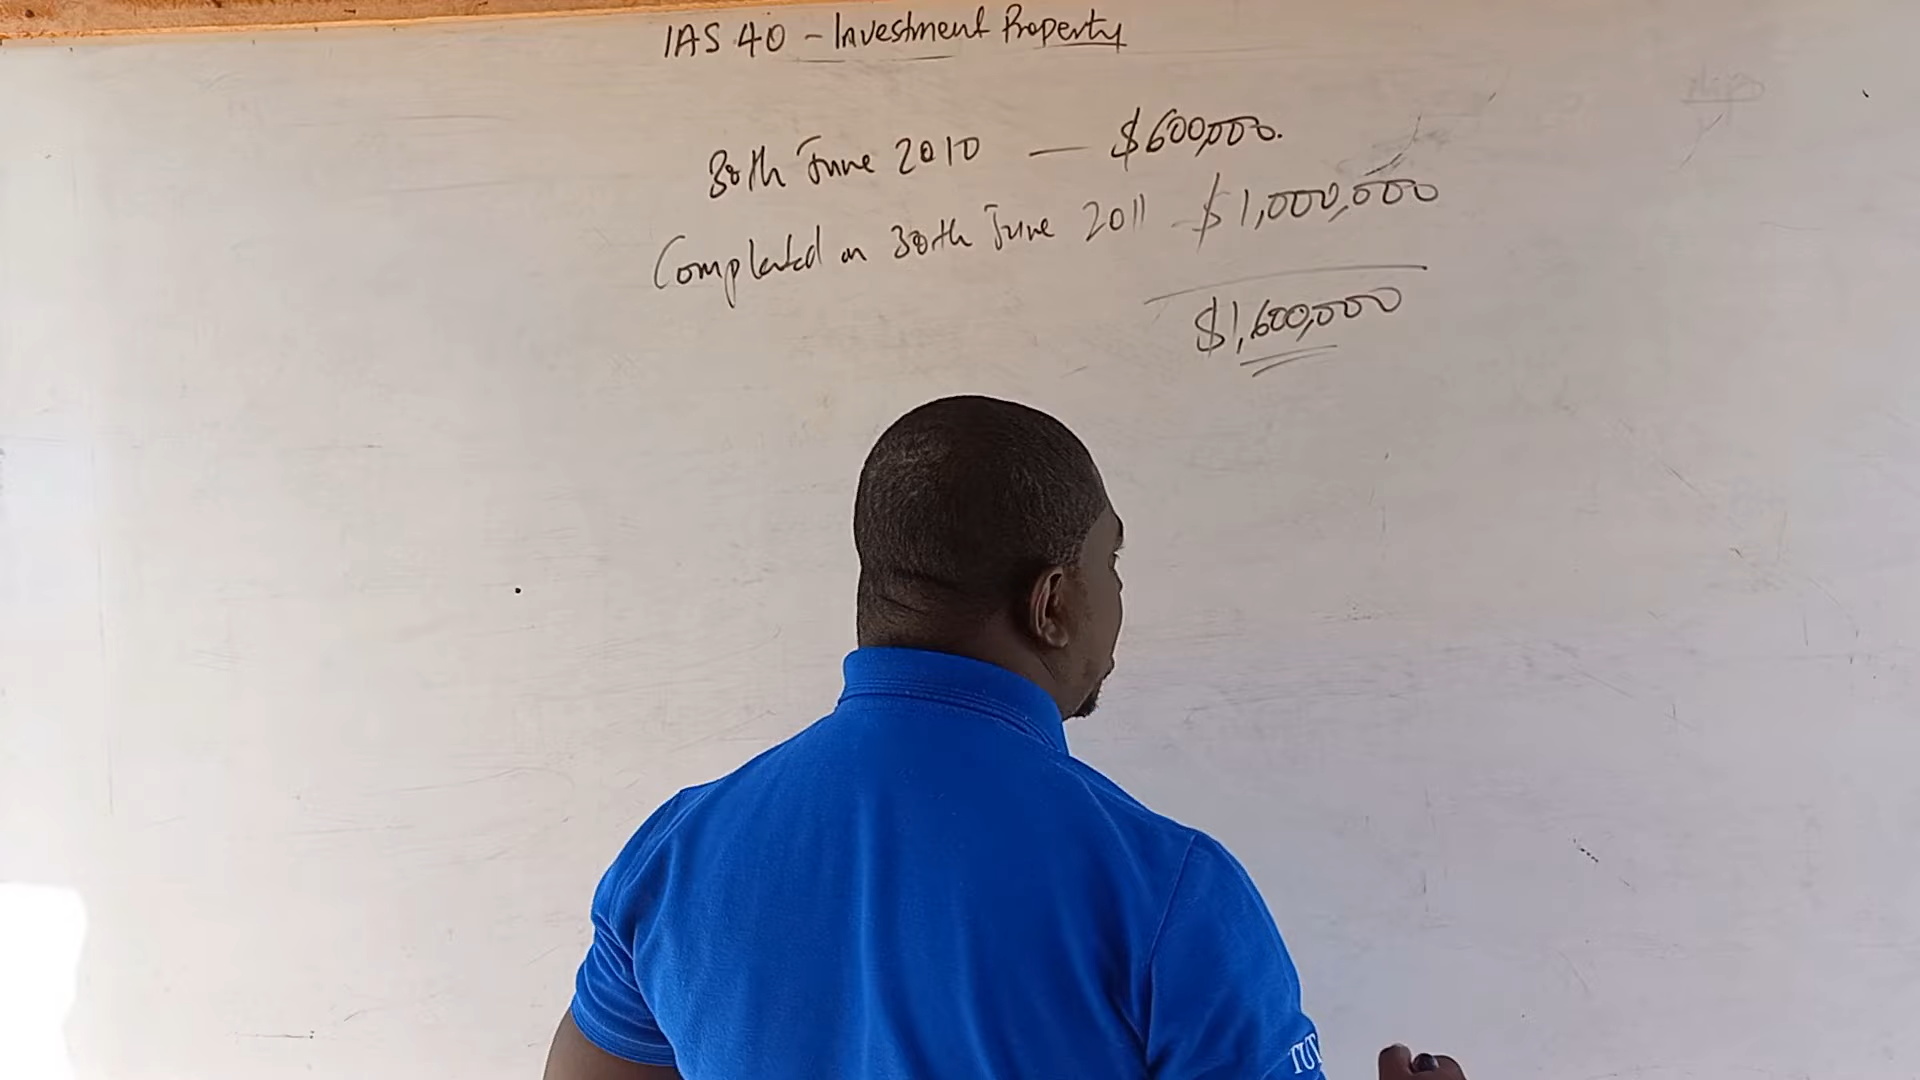 IAS 40 - Investment Property
30th June 2010 — $600,000.
Completed on 30th June 2011 - $1,000,000
$1,600,000
TUT